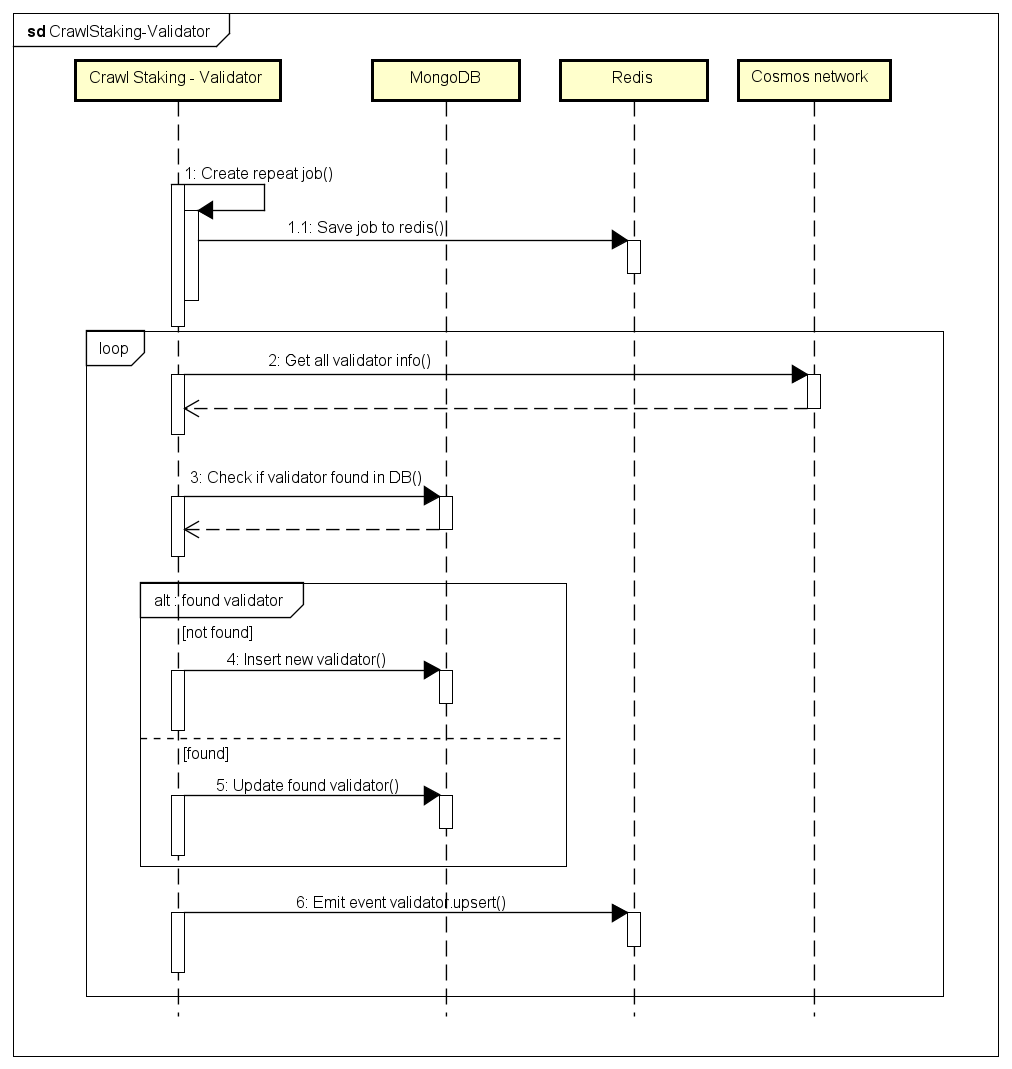 sd CrawlStaking-Validator
Crawl Staking - Validator
MongoDB
Redis
Cosmos network
1: Create repeat job()
1.1: Save job to redis()
loop
2: Get all validator info()
3: Check if validator found in DB()
alt : found validator
[not found]
4: Insert new validator()
[found]
5: Update found validator()
6: Emit event validator.upsert()